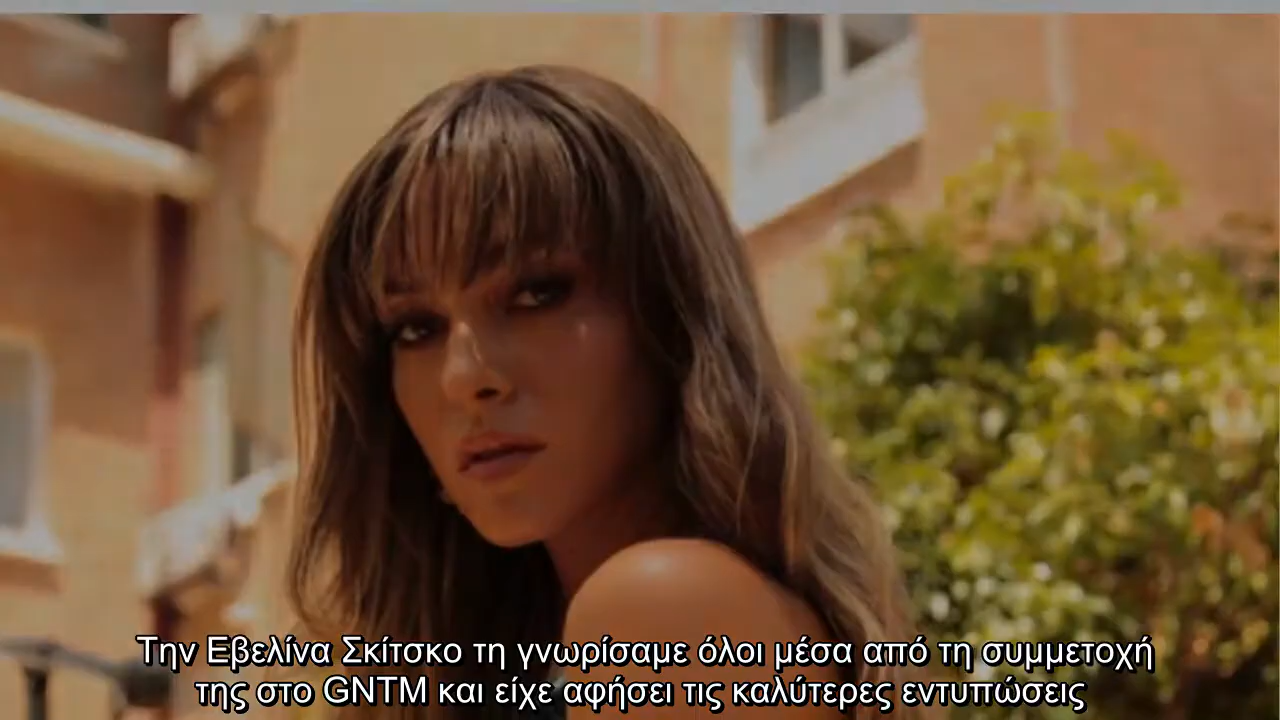 Την Εβελίνα Σκίτσκο τη γνωρίσαμε όλοι μέσα από τη συμμετοχή
της στο GNTM και είχε αφήσει τις καλύτερες εντυπώσεις